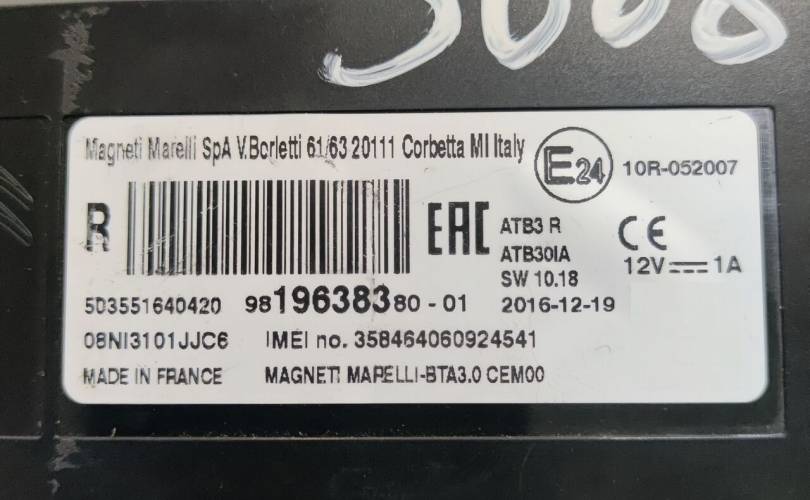 3008
Magneti Marelli SpA V.Borletti 61/63 20111 Corbetta MI Italy
E24
10R-052007
R
EAC
ATB3 R
ATB30IA
SW 10.18
2016-12-19
CE
12V 1A
503551640420
9819638380-01
08NI3101JJC6
IMEI no. 358464060924541
MADE IN FRANCE
MAGNETI MARELLI-BTA3.0 CEM00